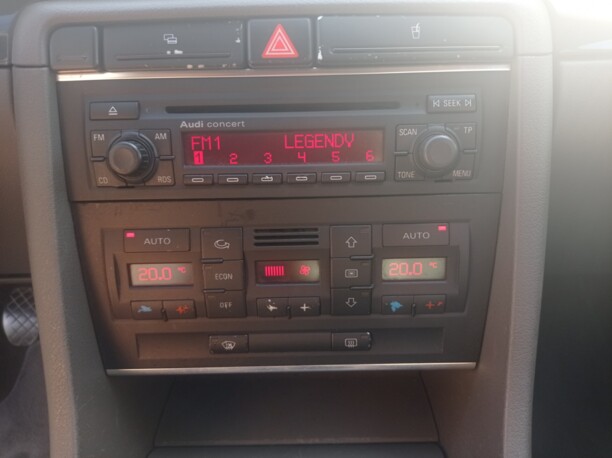 SEEK
Audi concert
FM AM
FM1 LEGENDY
SCAN TP
1 2 3 4 5 6
CD RDS
TONE MENU
AUTO AUTO
20.0 °C 20.0 °C
ECON
OFF